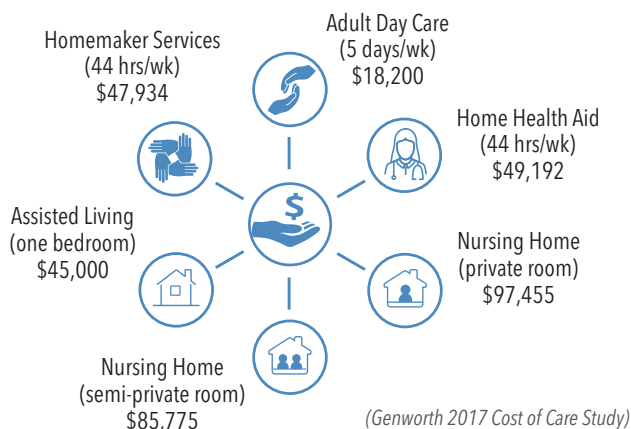 Adult Day Care
(5 days/wk)
$18,200
Homemaker Services
(44 hrs/wk)
$47,934
Home Health Aid
(44 hrs/wk)
$49,192
$
Assisted Living
(one bedroom)
$45,000
Nursing Home
(private room)
$97,455
Nursing Home
(semi-private room)
$85,775
(Genworth 2017 Cost of Care Study)